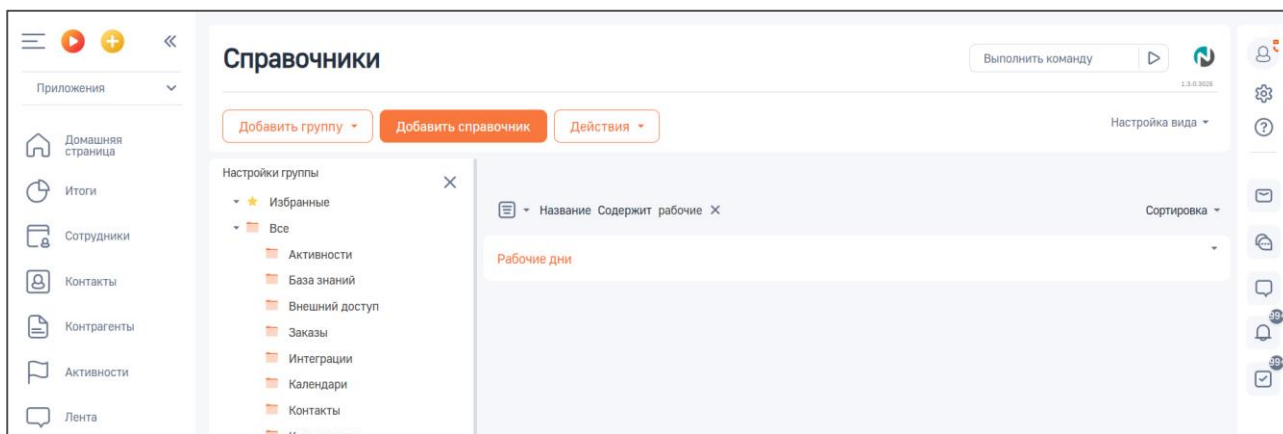 Справочники
Выполнить команду
1.3.0.3026
Приложения
Добавить группу
Добавить справочник
Действия
Настройка вида
Домашняя
страница
Итоги
Сотрудники
Контакты
Контрагенты
Активности
Лента
Настройки группы
Избранные
Все
Активности
База знаний
Внешний доступ
Заказы
Интеграции
Календари
Контакты
Название Содержит рабочие
Сортировка
Рабочие дни
99+
99+